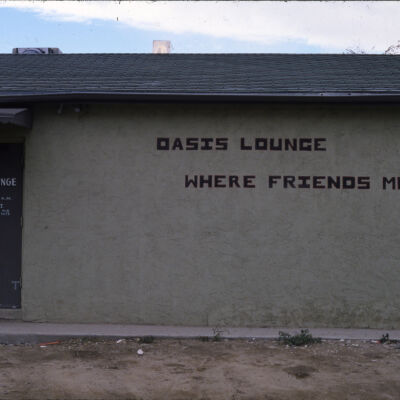 OASIS LOUNGE
WHERE FRIENDS
NGE